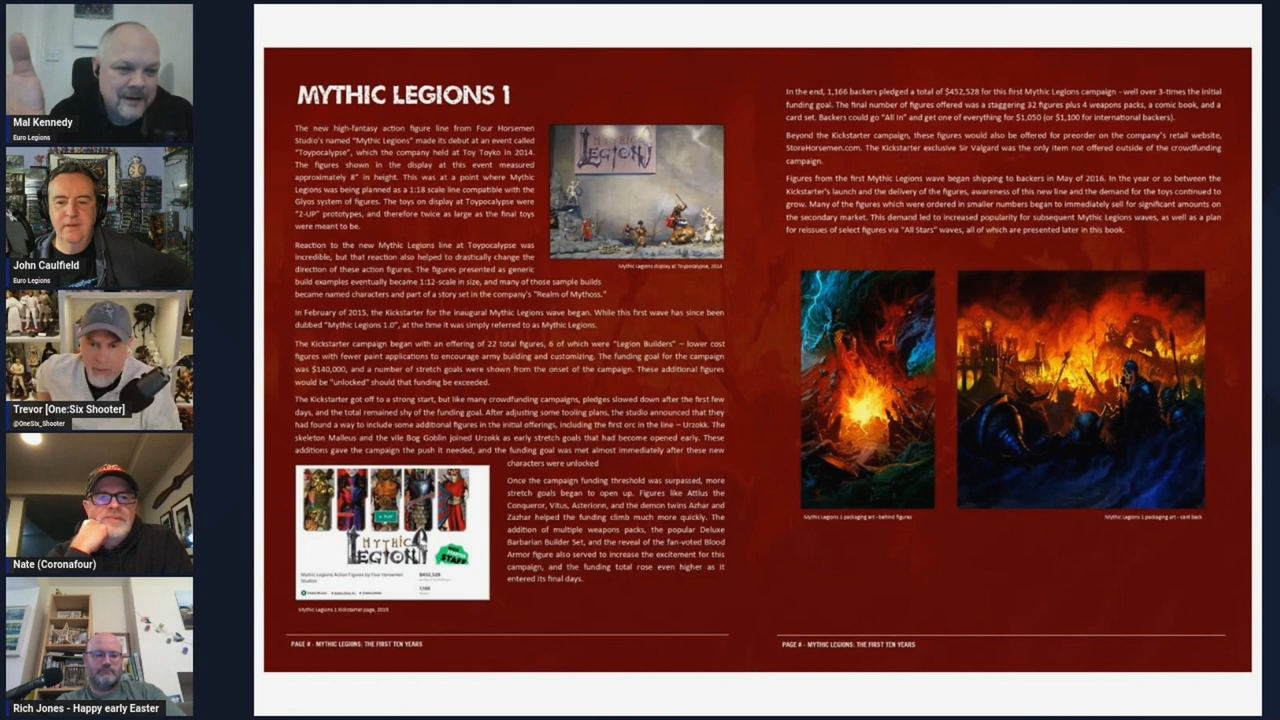 Mal Kennedy
Euro Legions
John Caulfield
Euro Legions
Trevor [One:Six Shooter]
@OneSix_Shooter
Nate (Coronafour)
Rich Jones - Happy early Easter
MYTHIC LEGIONS 1
The new high-fantasy action figure line from Four Horsemen
Studio's named "Mythic Legions" made its debut at an event called
"Toypocalypse", which the company held at Toy Toyko in 2014.
The figures shown in the display at this event measured
approximately 8" in height. This was at a point where Mythic
Legions was being planned as a 1:18 scale line compatible with the
Glyos system of figures. The toys on display at Toypocalypse were
"2-UP" prototypes, and therefore twice as large as the final toys
were meant to be.
MYTHIC
LEGIONS
Mythic Legions display at Toypocalypse, 2014
Reaction to the new Mythic Legions line at Toypocalypse was
incredible, but that reaction also helped to drastically change the
direction of these action figures. The figures presented as generic
build examples eventually became 1:12-scale in size, and many of those sample builds
became named characters and part of a story set in the company's "Realm of Mythoss."
In February of 2015, the Kickstarter for the inaugural Mythic Legions wave began. While this first wave has since been
dubbed "Mythic Legions 1.0", at the time it was simply referred to as Mythic Legions.
The Kickstarter campaign began with an offering of 22 total figures, 6 of which were "Legion Builders" – lower cost
figures with fewer paint applications to encourage army building and customizing. The funding goal for the campaign
was $140,000, and a number of stretch goals were shown from the onset of the campaign. These additional figures
would be "unlocked" should that funding be exceeded.
The Kickstarter got off to a strong start, but like many crowdfunding campaigns, pledges slowed down after the first few
days, and the total remained shy of the funding goal. After adjusting some tooling plans, the studio announced that they
had found a way to include some additional figures in the initial offerings, including the first orc in the line – Urzokk. The
skeleton Malleus and the vile Bog Goblin joined Urzokk as early stretch goals that had become opened early. These
additions gave the campaign the push it needed, and the funding goal was met almost immediately after these new
characters were unlocked
Once the campaign funding threshold was surpassed, more
stretch goals began to open up. Figures like Attlus the
Conqueror, Vitus, Asterionn, and the demon twins Azhar and
Zazhar helped the funding climb much more quickly. The
addition of multiple weapons packs, the popular Deluxe
Barbarian Builder Set, and the reveal of the fan-voted Blood
Armor figure also served to increase the excitement for this
campaign, and the funding total rose even higher as it
entered its final days.
PLAY
MYTHIC
LEGIONS
STAFF
Mythic Legions Action Figures by Four Horsemen
Studios
$452,528
1,166
Mythic Legions 1 Kickstarter page, 2015
PAGE # - MYTHIC LEGIONS: THE FIRST TEN YEARS
In the end, 1,166 backers pledged a total of $452,528 for this first Mythic Legions campaign - well over 3-times the initial
funding goal. The final number of figures offered was a staggering 32 figures plus 4 weapons packs, a comic book, and a
card set. Backers could go "All In" and get one of everything for $1,050 (or $1,100 for international backers).
Beyond the Kickstarter campaign, these figures would also be offered for preorder on the company's retail website,
StoreHorsemen.com. The Kickstarter exclusive Sir Valgard was the only item not offered outside of the crowdfunding
campaign.
Figures from the first Mythic Legions wave began shipping to backers in May of 2016. In the year or so between the
Kickstarter's launch and the delivery of the figures, awareness of this new line and the demand for the toys continued to
grow. Many of the figures which were ordered in smaller numbers began to immediately sell for significant amounts on
the secondary market. This demand led to increased popularity for subsequent Mythic Legions waves, as well as a plan
for reissues of select figures via "All Stars" waves, all of which are presented later in this book.
Mythic Legions 1 packaging art - behind figures
Mythic Legions 1 packaging art - card back
PAGE # - MYTHIC LEGIONS: THE FIRST TEN YEARS